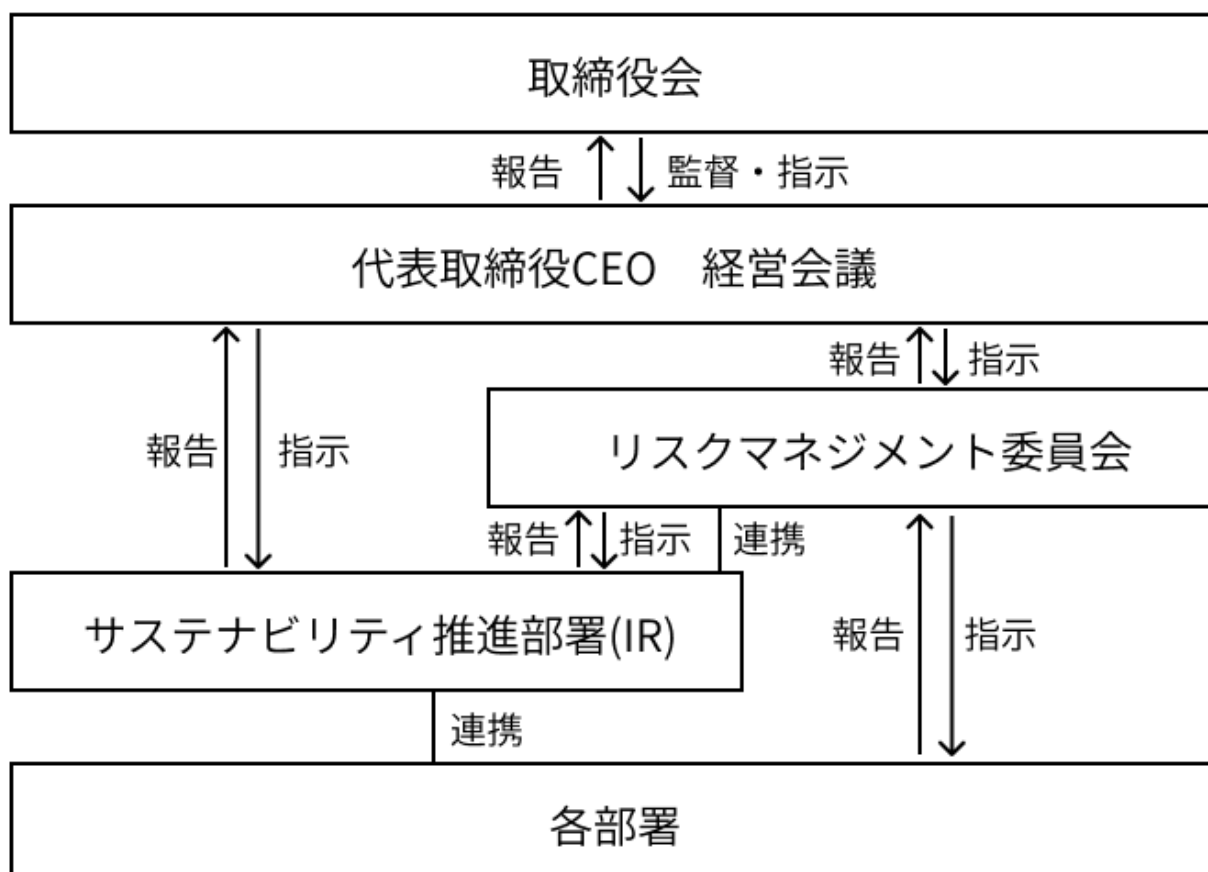 取締役会
報告
監督・指示
代表取締役CEO　経営会議
報告
指示
リスクマネジメント委員会
報告
指示
報告
指示
連携
サステナビリティ推進部署(IR)
報告
指示
連携
各部署